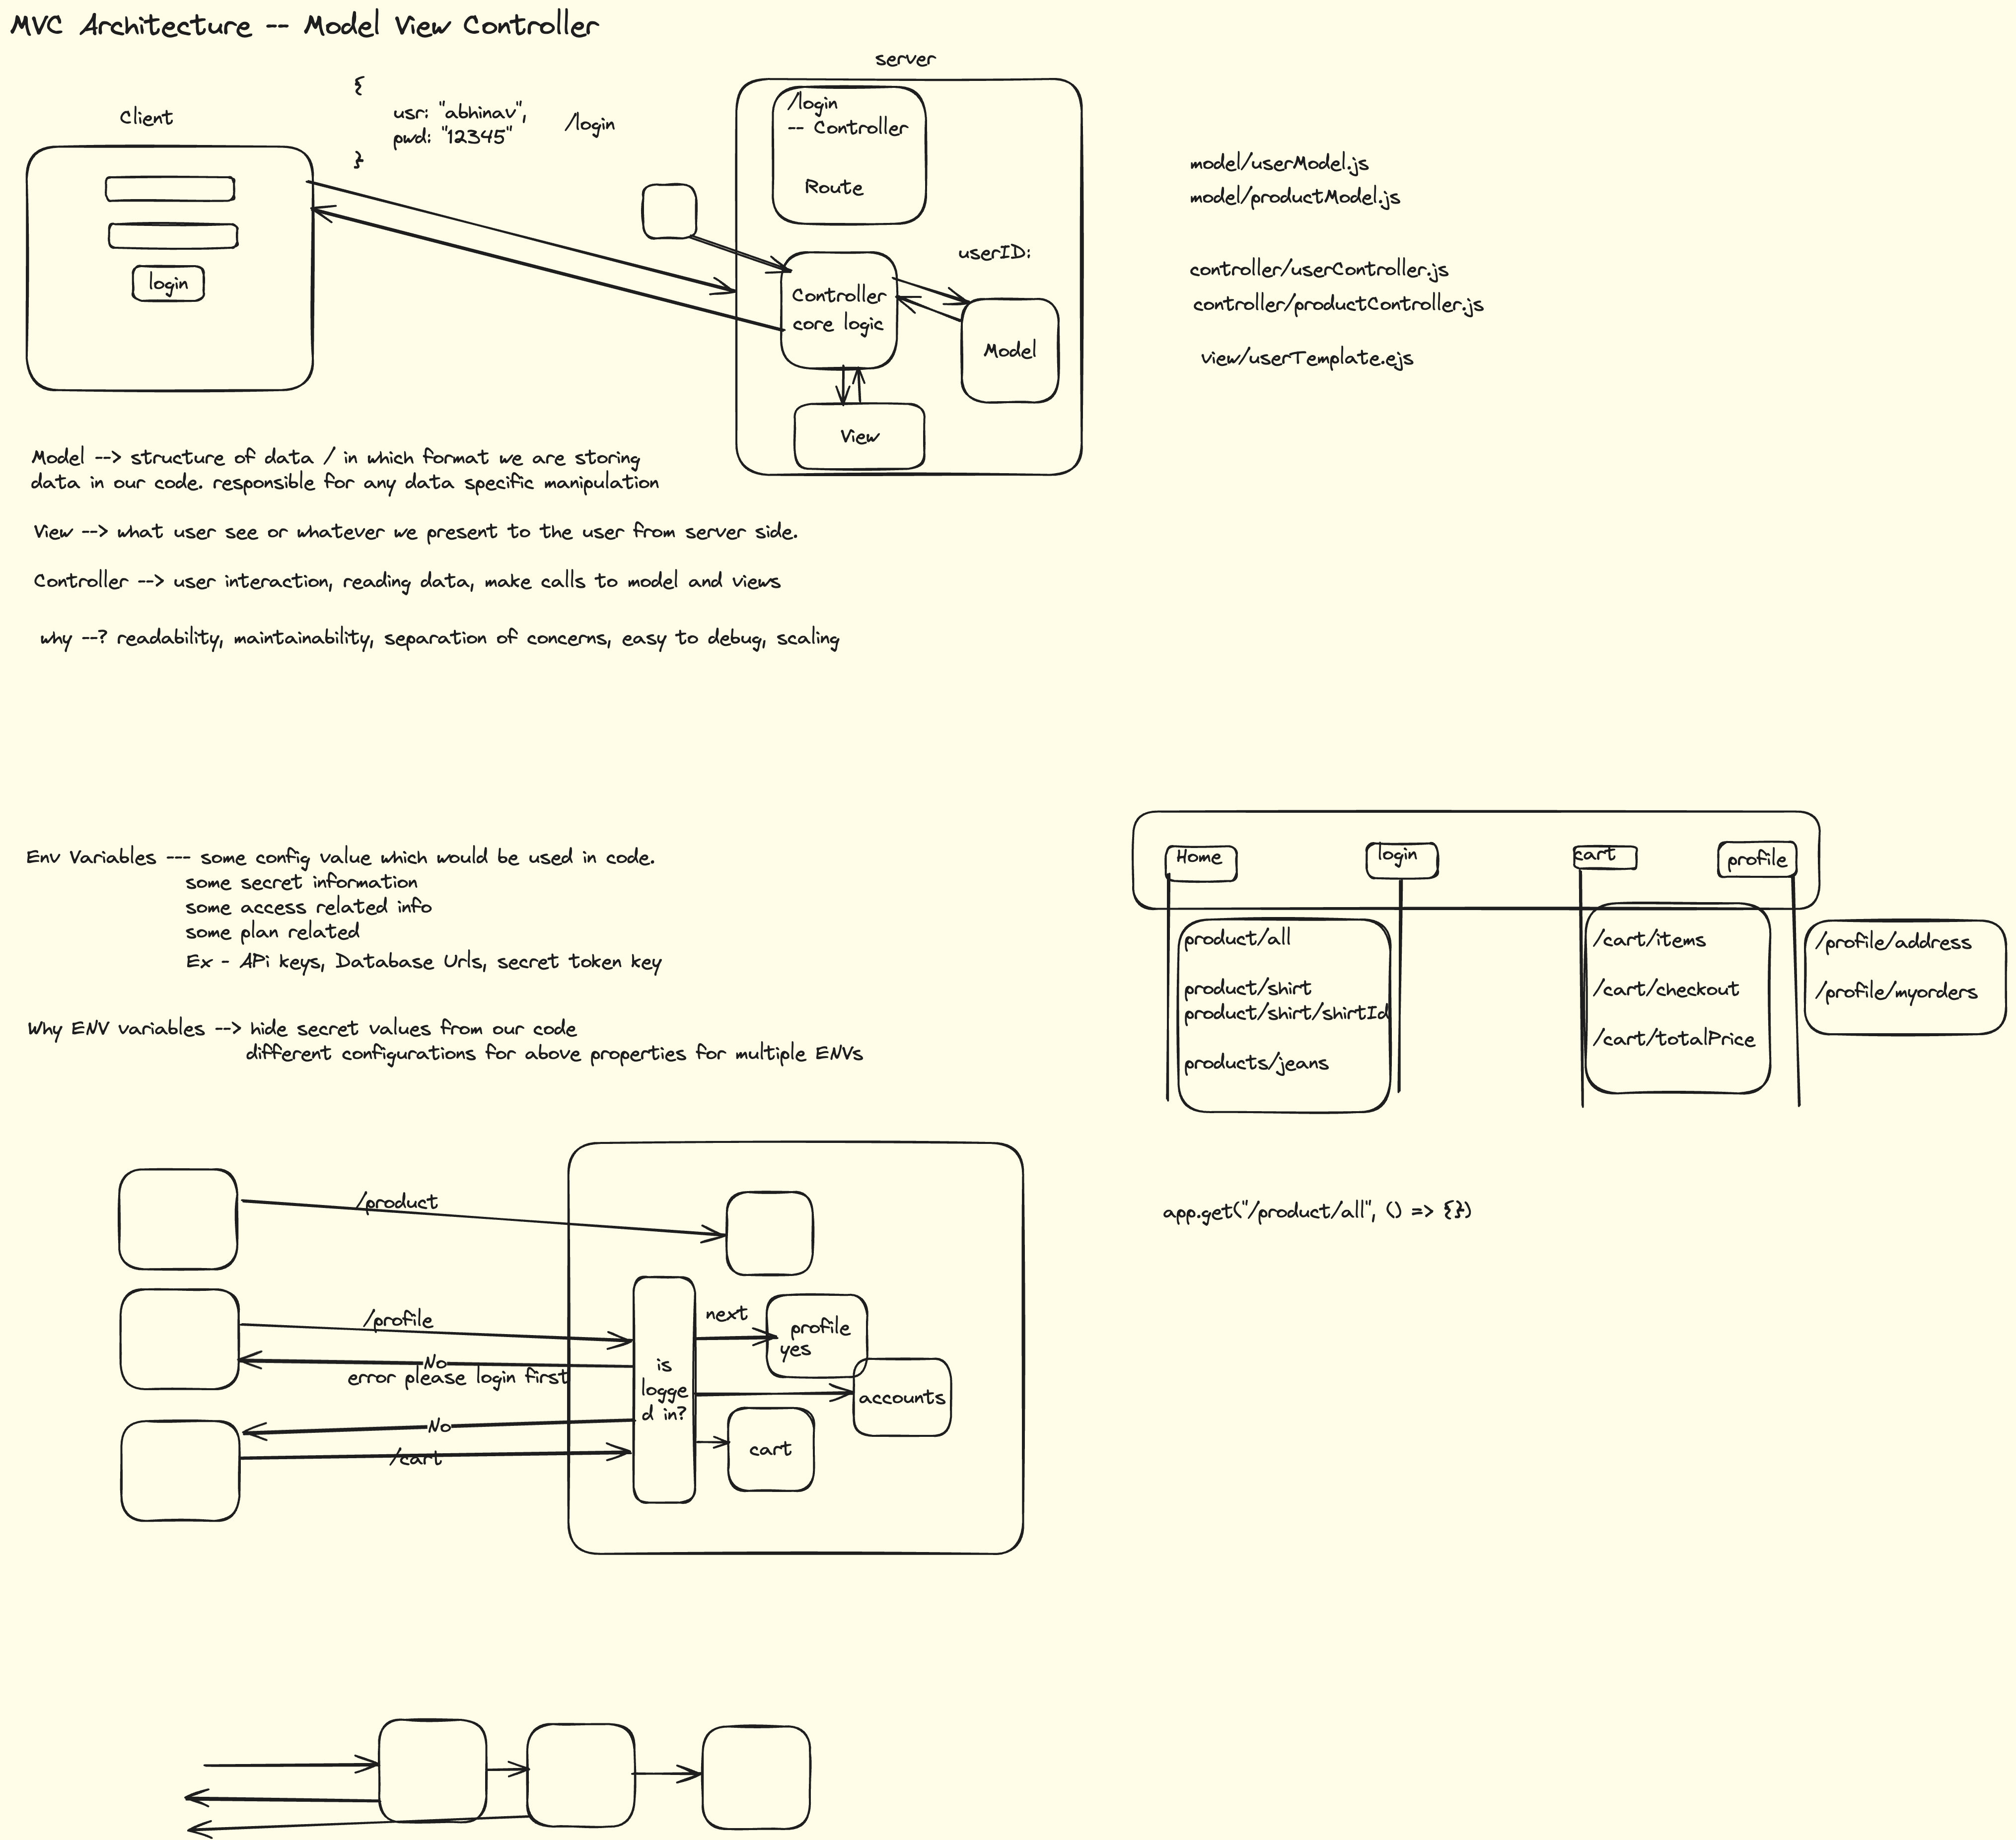 MVC Architecture -- Model View Controller
server
Client
{
usr: "abhinav",
pwd: "12345"
}
/login
/login
-- Controller
Route
login
userID:
Controller
core logic
Model
View
model/userModel.js
model/productModel.js
controller/userController.js
controller/productController.js
view/userTemplate.ejs
Model --> structure of data / in which format we are storing
data in our code. responsible for any data specific manipulation
View --> what user see or whatever we present to the user from server side.
Controller --> user interaction, reading data, make calls to model and views
why --? readability, maintainability, separation of concerns, easy to debug, scaling
Env Variables --- some config value which would be used in code.
some secret information
some access related info
some plan related
Ex - APi keys, Database Urls, secret token key
Why ENV variables --> hide secret values from our code
different configurations for above properties for multiple ENVs
Home
login
cart
profile
product/all
product/shirt
product/shirt/shirtId
products/jeans
/cart/items
/cart/checkout
/cart/totalPrice
/profile/address
/profile/myorders
app.get("/product/all", () => {})
/product
/profile
No
error please login first
No
/cart
is
logge
d in?
next
profile
yes
accounts
cart